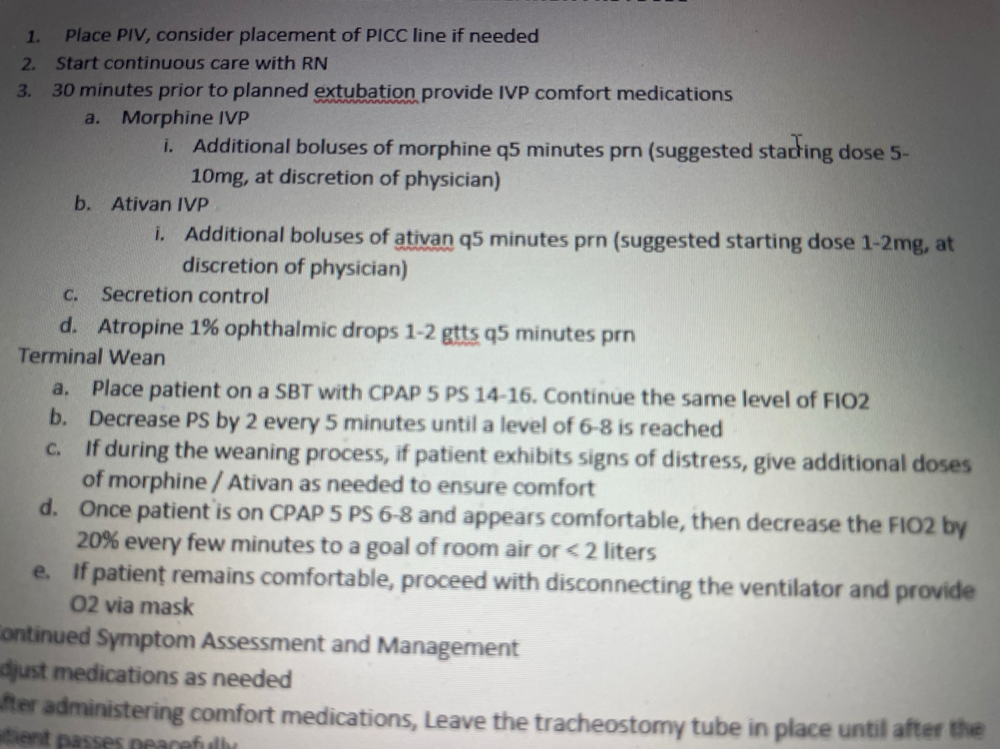 1. Place PIV, consider placement of PICC line if needed
2. Start continuous care with RN
3. 30 minutes prior to planned extubation provide IVP comfort medications
a. Morphine IVP
i. Additional boluses of morphine q5 minutes prn (suggested starting dose 5-
10mg, at discretion of physician)
b. Ativan IVP
i. Additional boluses of ativan q5 minutes prn (suggested starting dose 1-2mg, at
discretion of physician)
c. Secretion control
d. Atropine 1% ophthalmic drops 1-2 gtts q5 minutes prn
Terminal Wean
a. Place patient on a SBT with CPAP 5 PS 14-16. Continue the same level of FIO2
b. Decrease PS by 2 every 5 minutes until a level of 6-8 is reached
c. If during the weaning process, if patient exhibits signs of distress, give additional doses
of morphine / Ativan as needed to ensure comfort
d. Once patient is on CPAP 5 PS 6-8 and appears comfortable, then decrease the FIO2 by
20% every few minutes to a goal of room air or < 2 liters
e. If patient remains comfortable, proceed with disconnecting the ventilator and provide
O2 via mask
ontinued Symptom Assessment and Management
djust medications as needed
fter administering comfort medications, Leave the tracheostomy tube in place until after the
atient passes peacefully